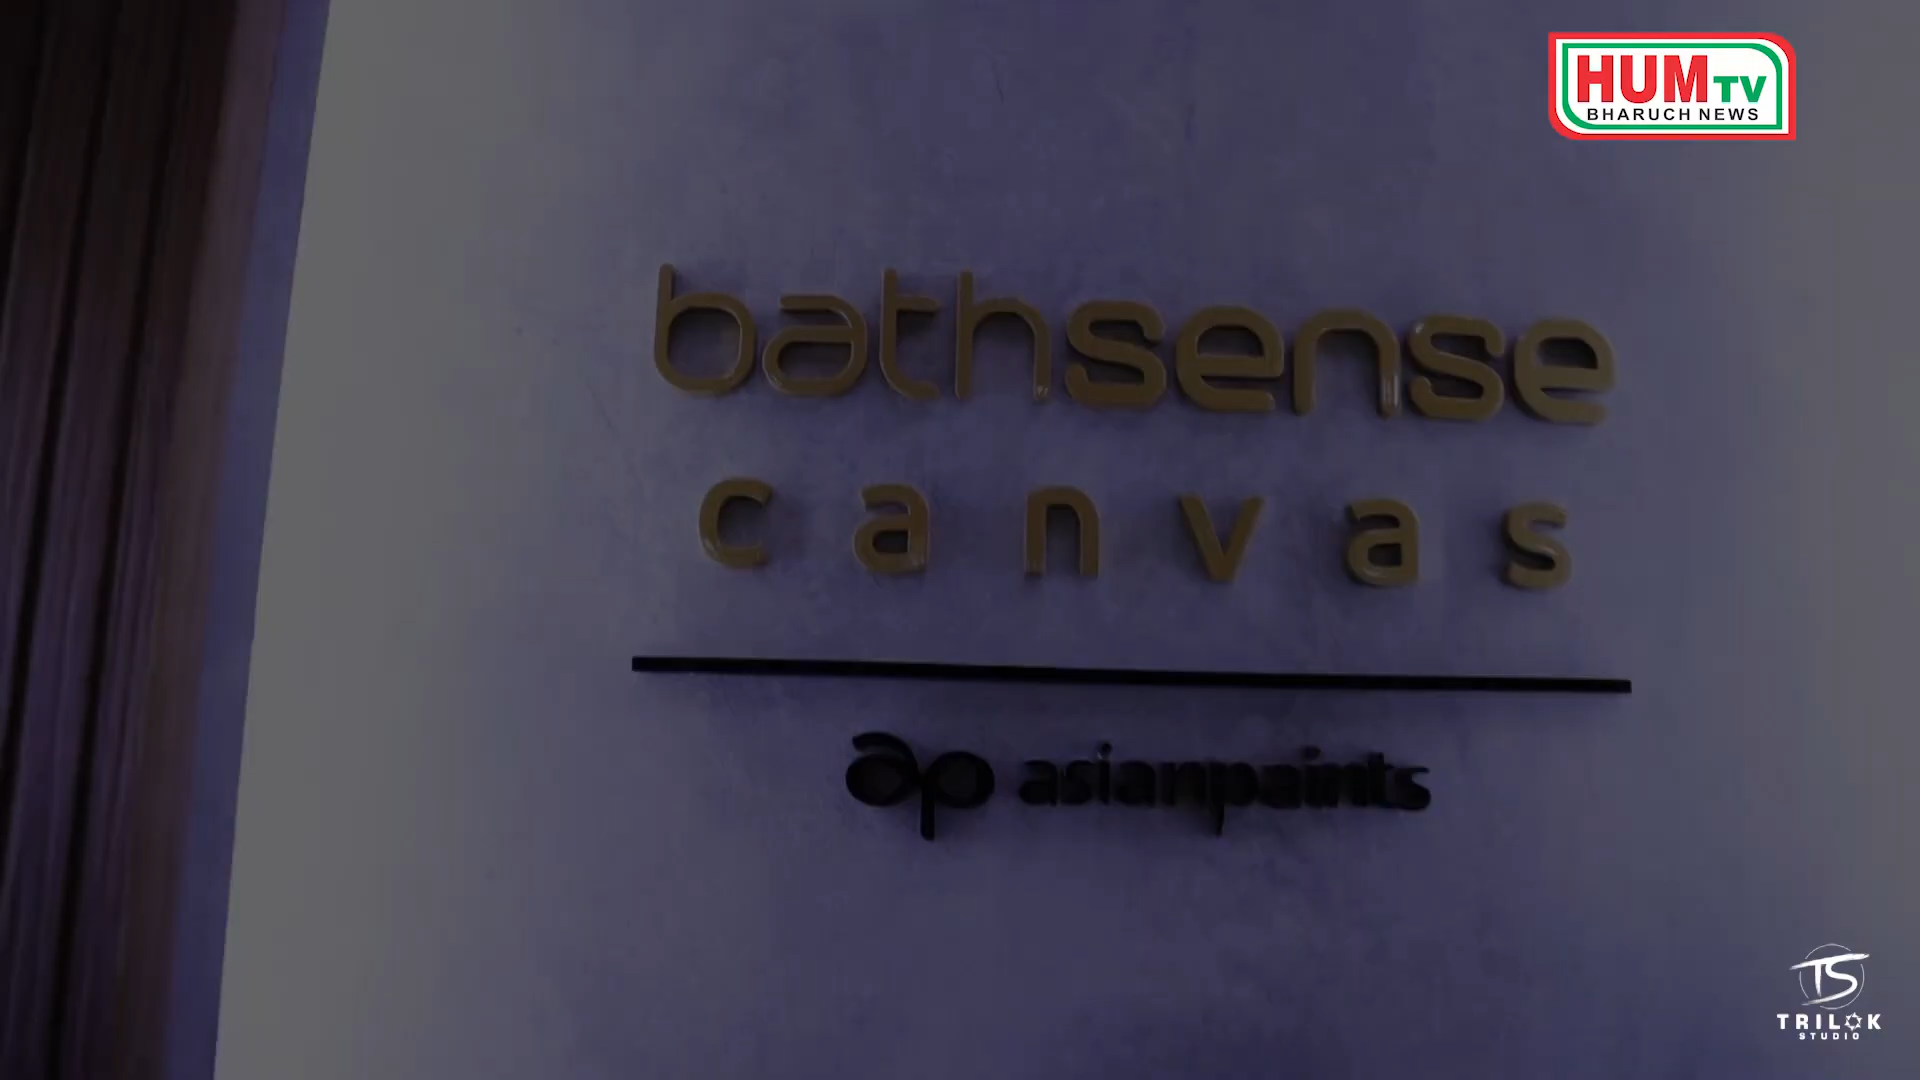 HUM TV
BHARUCH NEWS
bathsense
canvas
ap asianpaints
TS
TRILOK
STUDIO